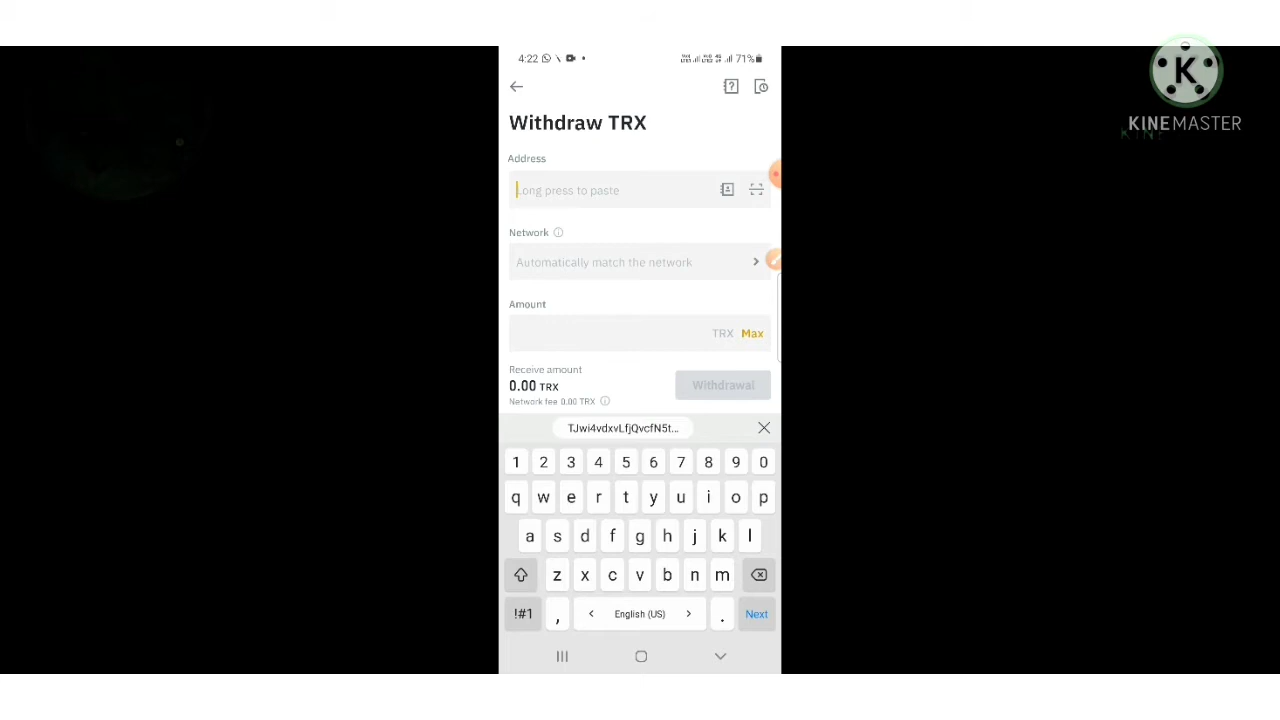 4:22
71%
Withdraw TRX
Address
Long press to paste
Network
Automatically match the network
Amount
TRX Max
Receive amount
0.00 TRX
Withdrawal
Network fee 0.00 TRX
TJwi4vdxvLfjQvcfN5t...
1 2 3 4 5 6 7 8 9 0
q w e r t y u i o p
a s d f g h j k l
z x c v b n m
!#1 , < English (US) > . Next
K
KINEMASTER